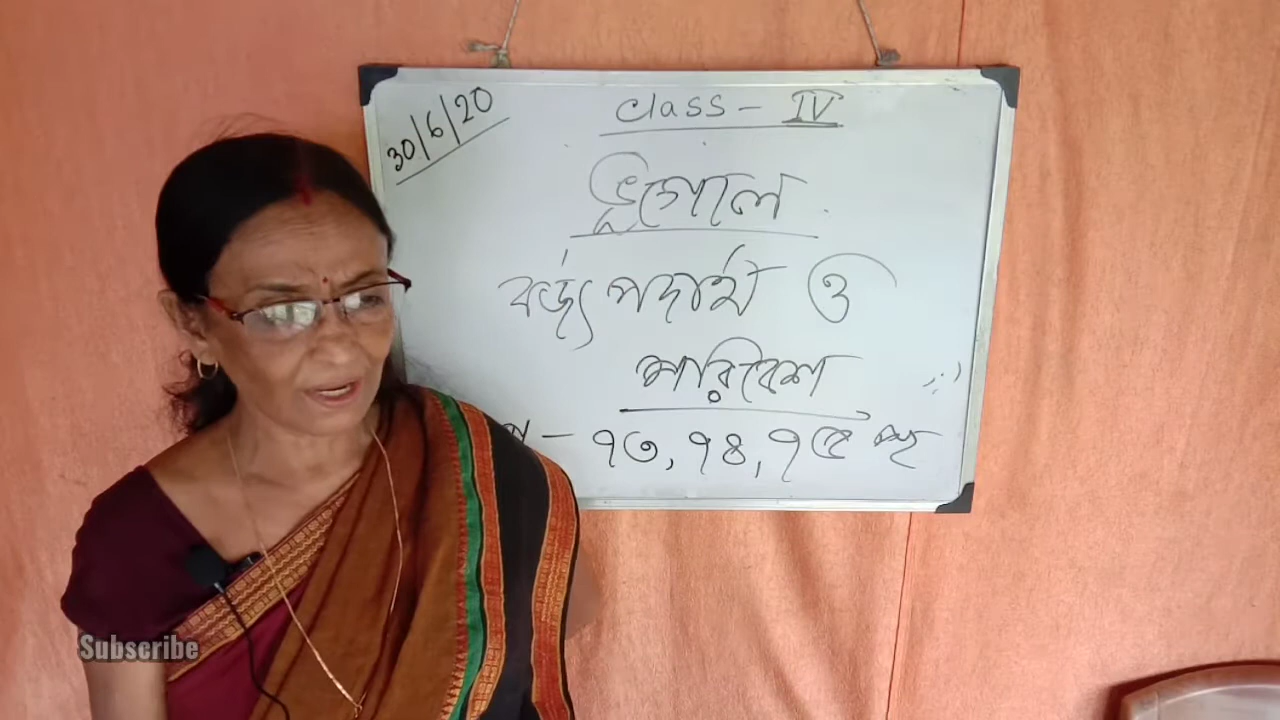 30/6/20
Class - IV
ভূগোল
বর্জ্য পদার্থ ও
পরিবেশ
- ৭৩, ৭৪, ৭৫ পৃঃ
Subscribe